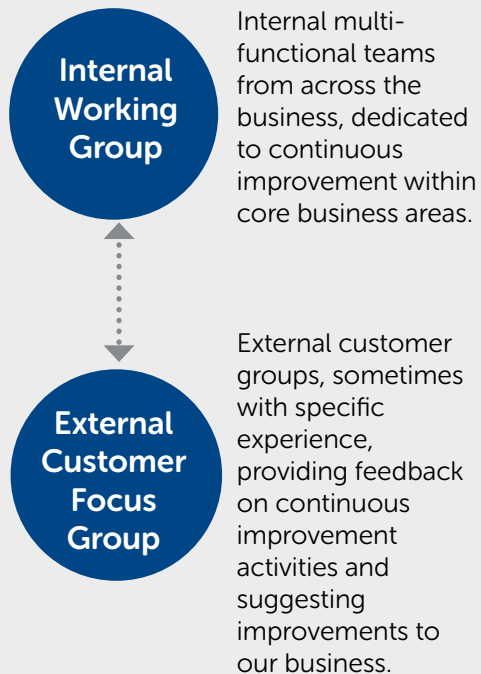 Internal
Working
Group
Internal multi-
functional teams
from across the
business, dedicated
to continuous
improvement within
core business areas.
External
Customer
Focus
Group
External customer
groups, sometimes
with specific
experience,
providing feedback
on continuous
improvement
activities and
suggesting
improvements to
our business.